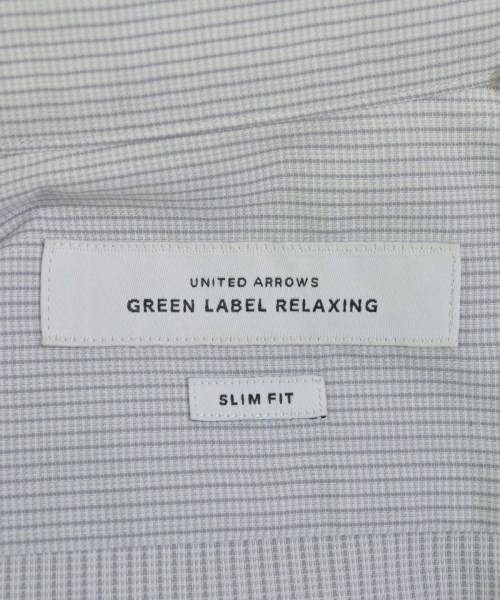 UNITED ARROWS
GREEN LABEL RELAXING
SLIM FIT